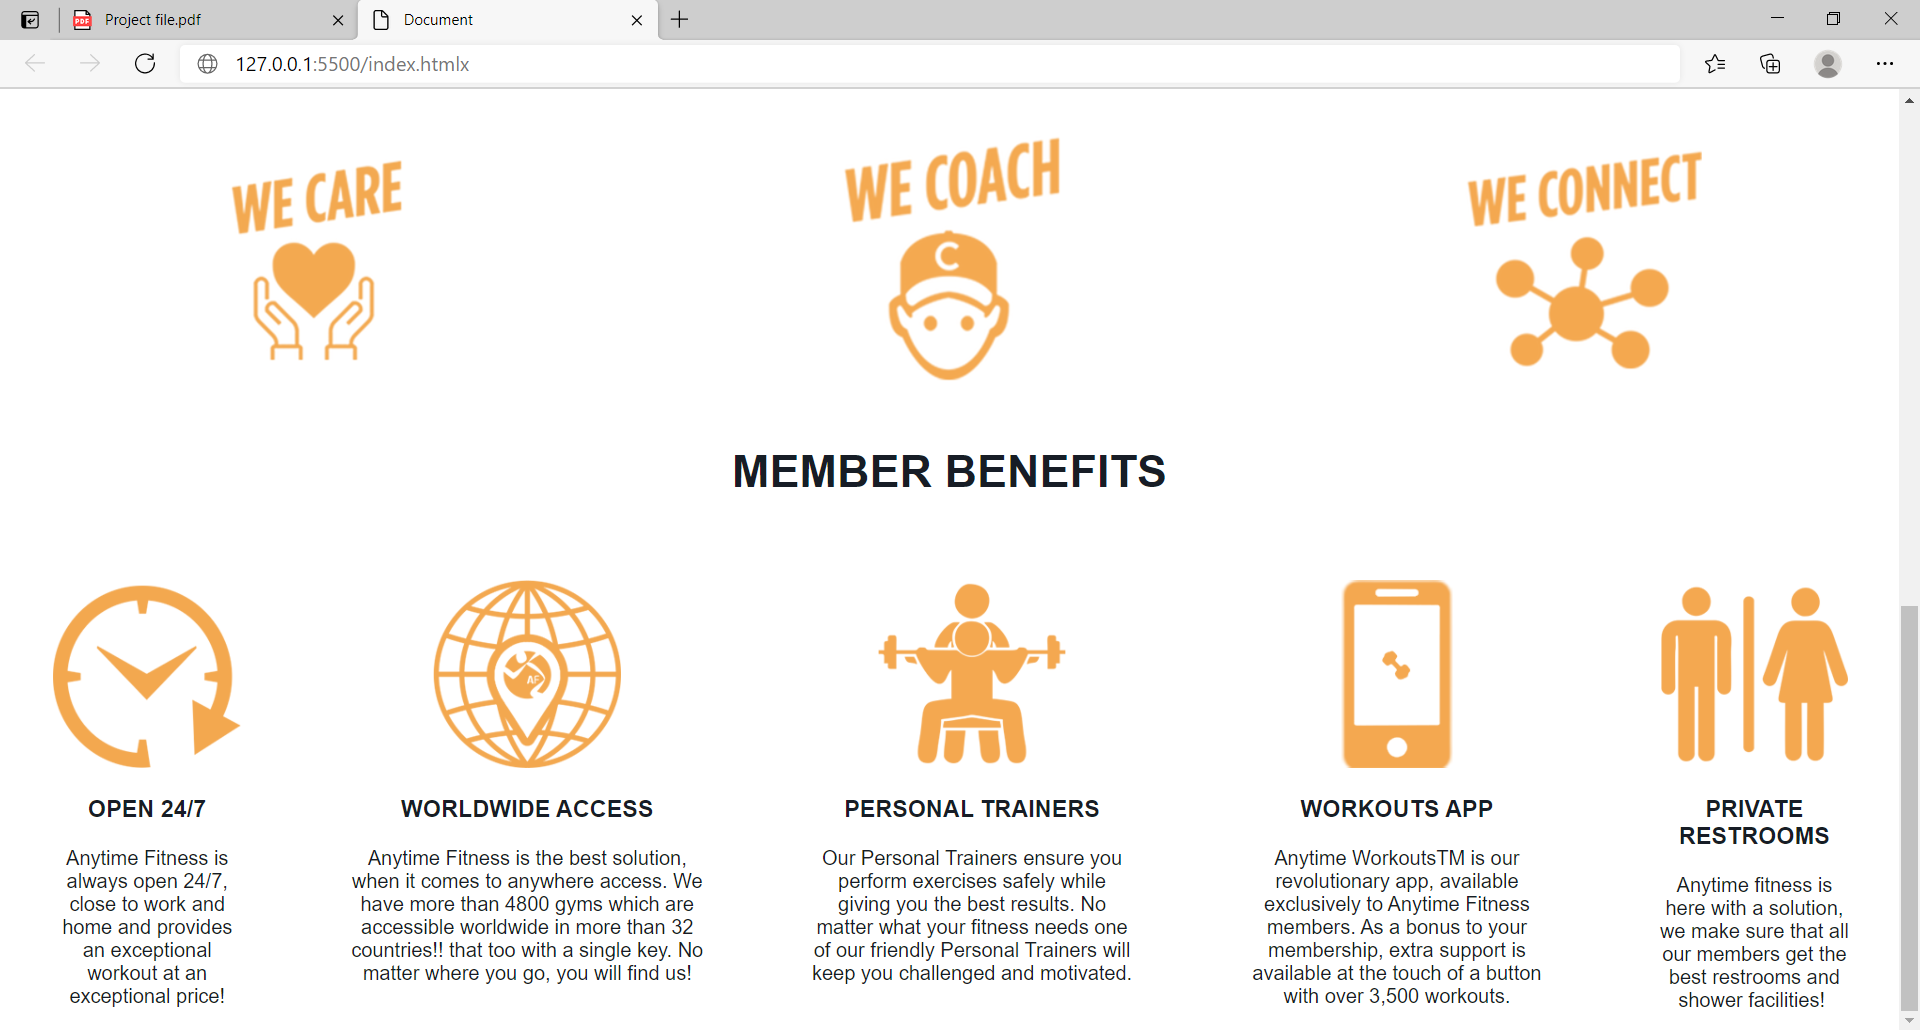 Project file.pdf
Document
127.0.0.1:5500/index.htmlx
WE CARE
WE COACH
WE CONNECT
C
MEMBER BENEFITS
AF
OPEN 24/7
Anytime Fitness is
always open 24/7,
close to work and
home and provides
an exceptional
workout at an
exceptional price!
WORLDWIDE ACCESS
Anytime Fitness is the best solution,
when it comes to anywhere access. We
have more than 4800 gyms which are
accessible worldwide in more than 32
countries!! that too with a single key. No
matter where you go, you will find us!
PERSONAL TRAINERS
Our Personal Trainers ensure you
perform exercises safely while
giving you the best results. No
matter what your fitness needs one
of our friendly Personal Trainers will
keep you challenged and motivated.
WORKOUTS APP
Anytime WorkoutsTM is our
revolutionary app, available
exclusively to Anytime Fitness
members. As a bonus to your
membership, extra support is
available at the touch of a button
with over 3,500 workouts.
PRIVATE
RESTROOMS
Anytime fitness is
here with a solution,
we make sure that all
our members get the
best restrooms and
shower facilities!